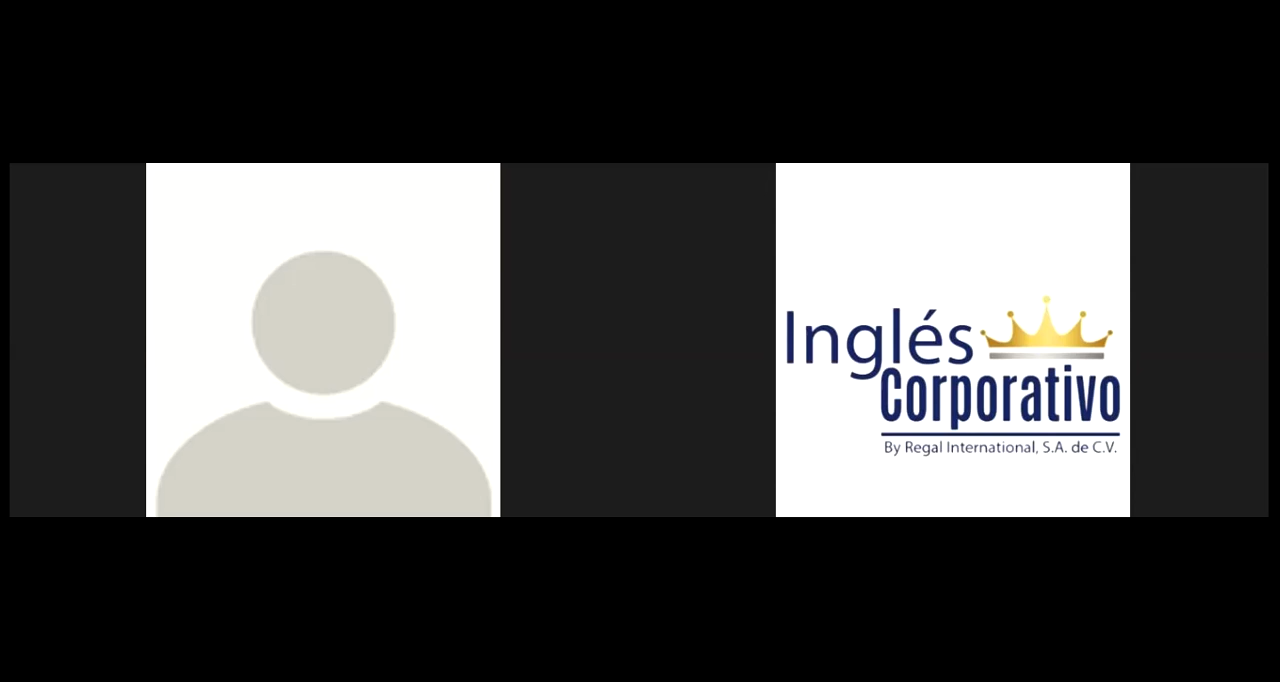 Inglés
Corporativo
By Regal International, S.A. de C.V.